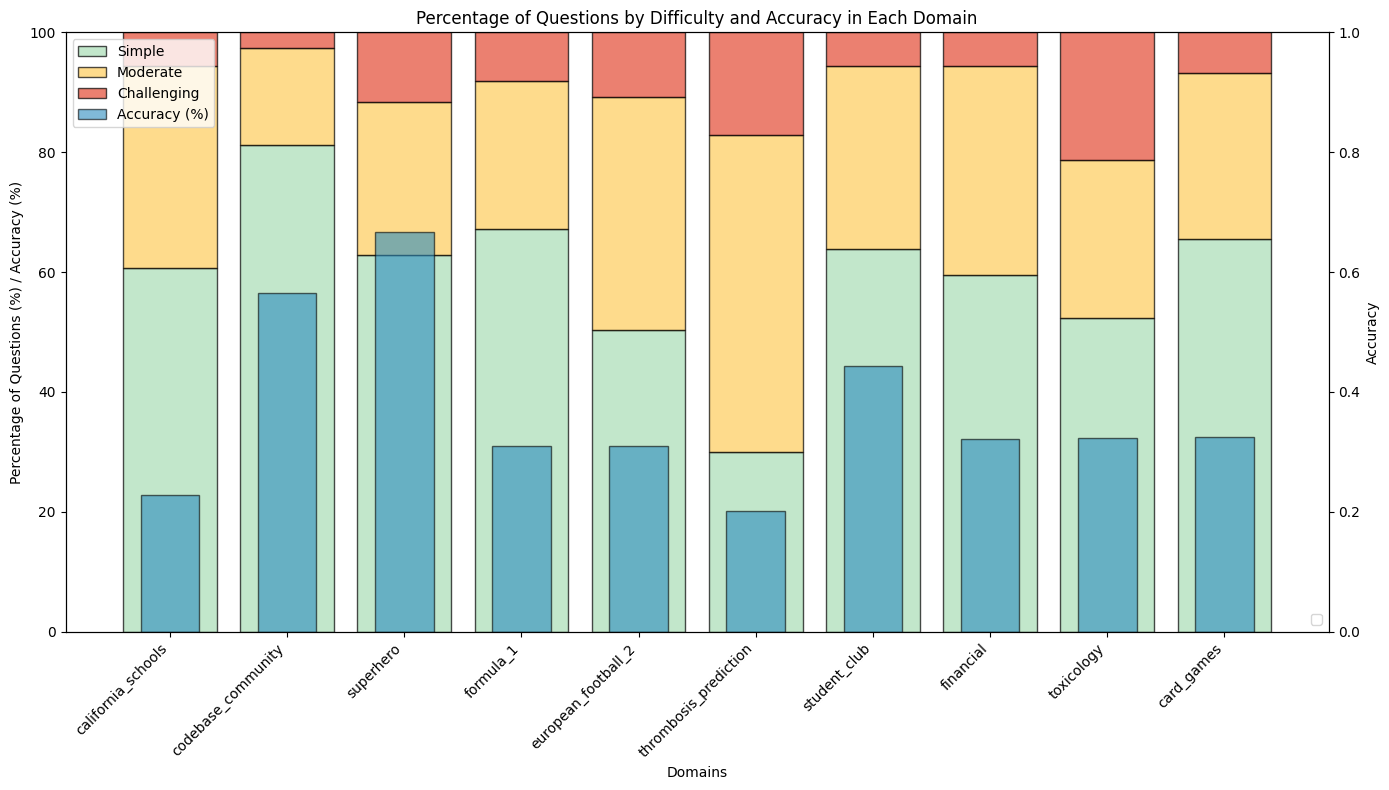 Percentage of Questions by Difficulty and Accuracy in Each Domain
Simple
Moderate
Challenging
Accuracy (%)
Percentage of Questions (%) / Accuracy (%)
100
80
60
40
20
0
1.0
0.8
0.6
0.4
0.2
0.0
Accuracy
california_schools
codebase_community
superhero
formula_1
european_football_2
thrombosis_prediction
student_club
financial
toxicology
card_games
Domains